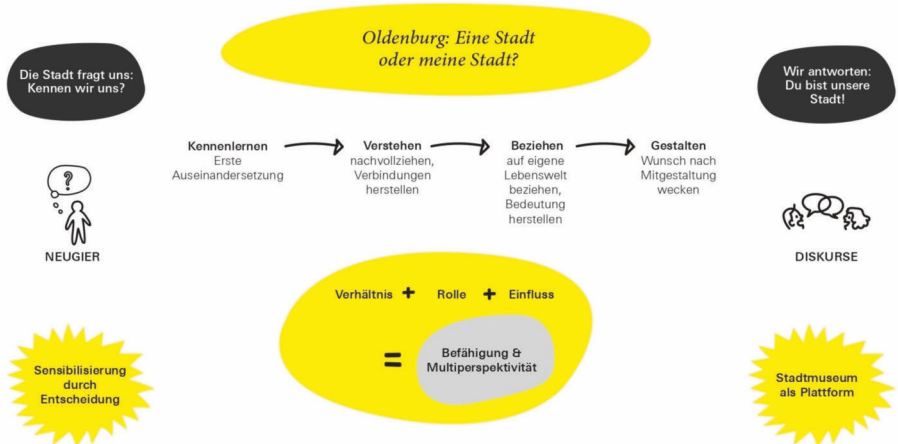 Oldenburg: Eine Stadt
oder meine Stadt?
Die Stadt fragt uns:
Kennen wir uns?
Wir antworten:
Du bist unsere
Stadt!
Kennenlernen
Erste
Auseinandersetzung
Verstehen
nachvollziehen,
Verbindungen
herstellen
Beziehen
auf eigene
Lebenswelt
beziehen,
Bedeutung
herstellen
Gestalten
Wunsch nach
Mitgestaltung
wecken
?
NEUGIER
DISKURSE
Verhältnis + Rolle + Einfluss
= Befähigung &
Multiperspektivität
Sensibilisierung
durch
Entscheidung
Stadtmuseum
als Plattform